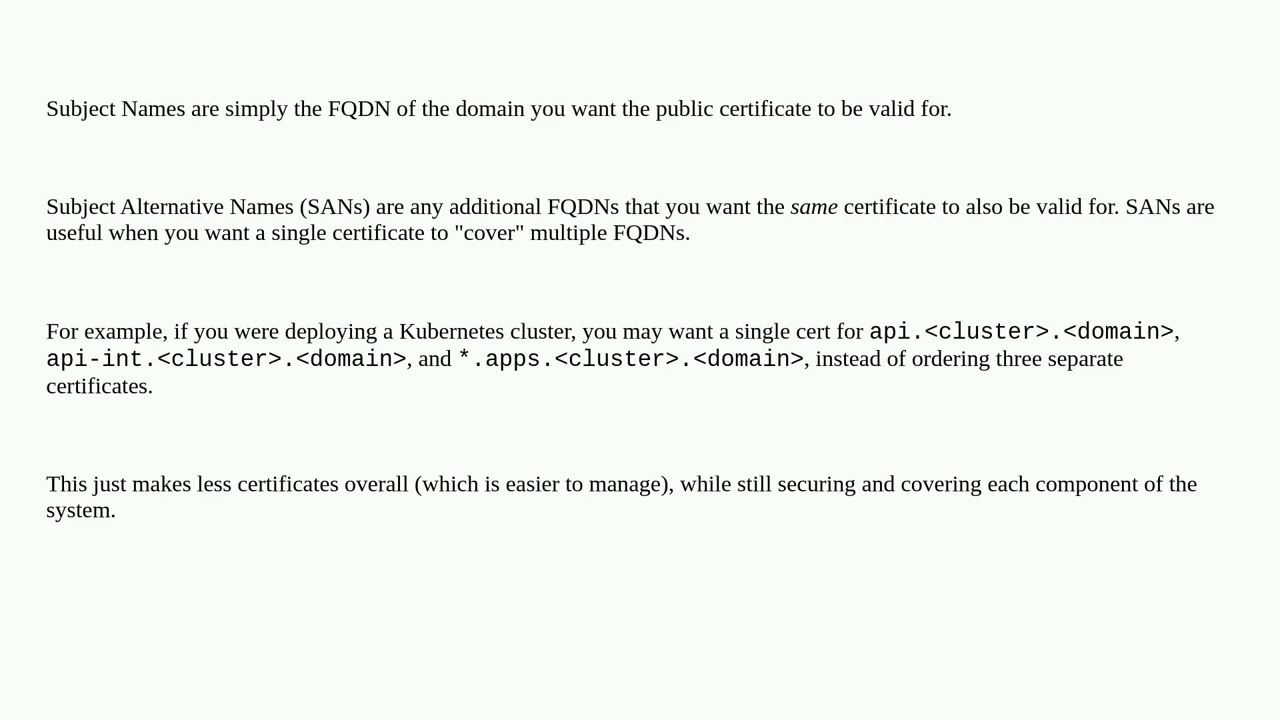 Subject Names are simply the FQDN of the domain you want the public certificate to be valid for.
Subject Alternative Names (SANs) are any additional FQDNs that you want the same certificate to also be valid for. SANs are
useful when you want a single certificate to "cover" multiple FQDNs.
For example, if you were deploying a Kubernetes cluster, you may want a single cert for api.<cluster>.<domain>,
api-int.<cluster>.<domain>, and *.apps.<cluster>.<domain>, instead of ordering three separate
certificates.
This just makes less certificates overall (which is easier to manage), while still securing and covering each component of the
system.